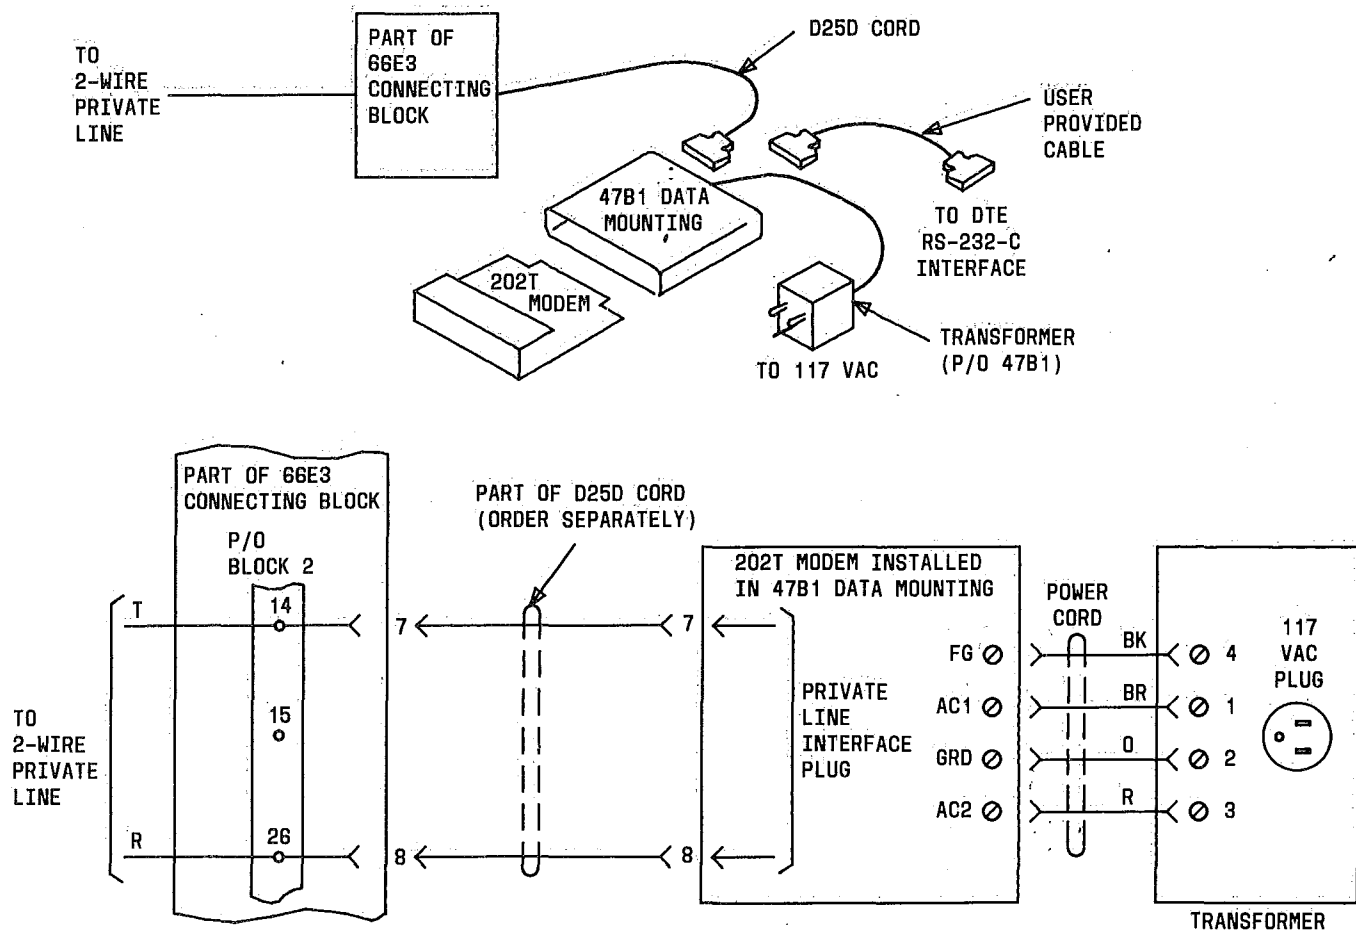 TO
2-WIRE
PRIVATE
LINE
PART OF
66E3
CONNECTING
BLOCK
D25D CORD
USER
PROVIDED
CABLE
47B1 DATA
MOUNTING
TO DTE
RS-232-C
INTERFACE
202T
MODEM
TO 117 VAC
TRANSFORMER
(P/O 47B1)
PART OF 66E3
CONNECTING BLOCK
P/O
BLOCK 2
PART OF D25D CORD
(ORDER SEPARATELY)
202T MODEM INSTALLED
IN 47B1 DATA MOUNTING
POWER
CORD
117
VAC
PLUG
TO
2-WIRE
PRIVATE
LINE
T
14
7
7
15
R
26
8
8
PRIVATE
LINE
INTERFACE
PLUG
FG
BK
4
AC1
BR
1
GRD
O
2
AC2
R
3
TRANSFORMER